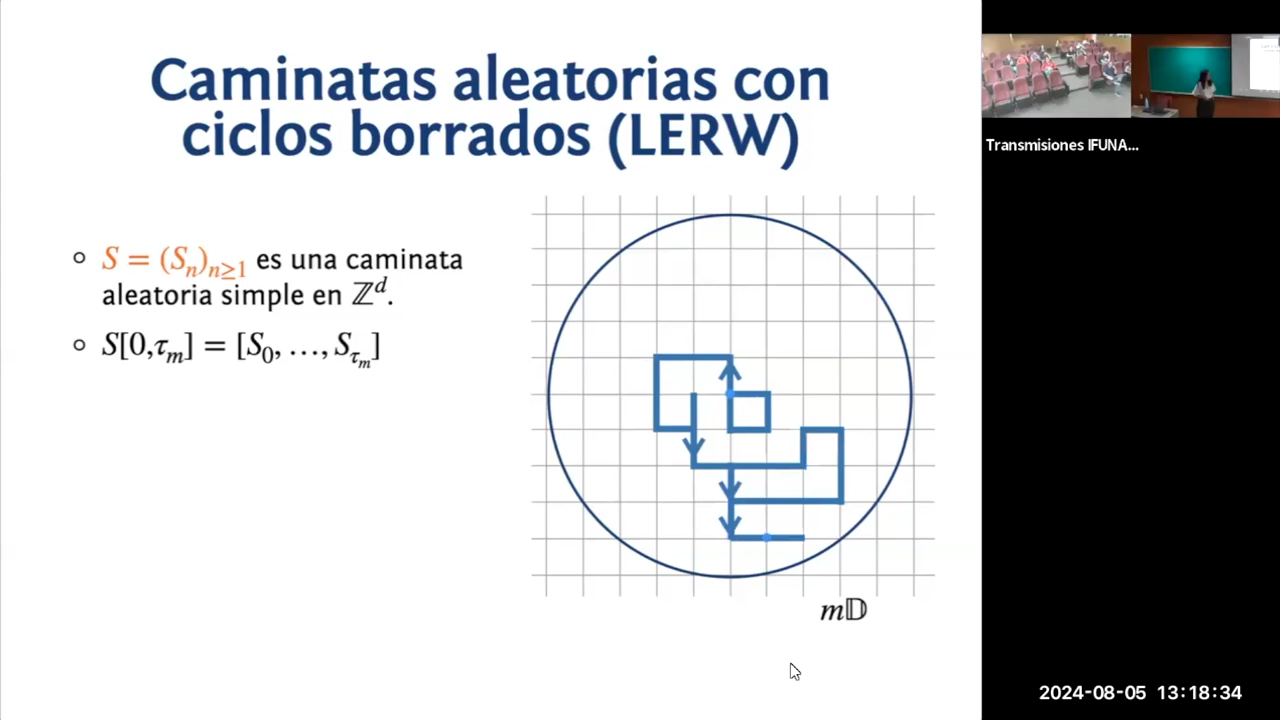 Caminatas aleatorias con
ciclos borrados (LERW)
S = (Sₙ)ₙ≥₁ es una caminata
aleatoria simple en ℤᵈ.
S[0,τₘ] = [S₀, …, S_τₘ]
m𝔻
Transmisiones IFUNA...
2024-08-05 13:18:34